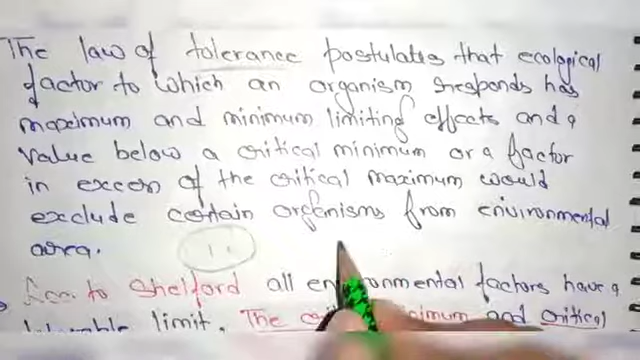 The law of tolerance postulates that ecological
factor to which an organism responds has
maximum and minimum limiting effects and a
value below a critical minimum or a factor
in excess of the critical maximum would
exclude certain organisms from environmental
area.
Acc. to Shelford all environmental factors have a
limit. The minimum and critical